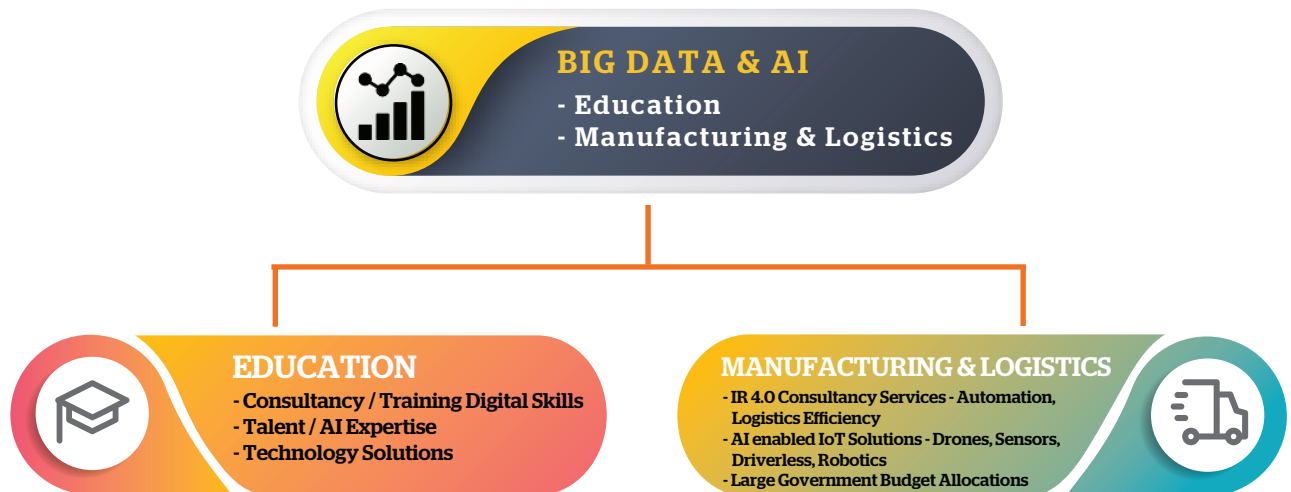 BIG DATA & AI
- Education
- Manufacturing & Logistics
EDUCATION
- Consultancy / Training Digital Skills
- Talent / AI Expertise
- Technology Solutions
MANUFACTURING & LOGISTICS
- IR 4.0 Consultancy Services - Automation,
Logistics Efficiency
- AI enabled IoT Solutions - Drones, Sensors,
Driverless, Robotics
- Large Government Budget Allocations